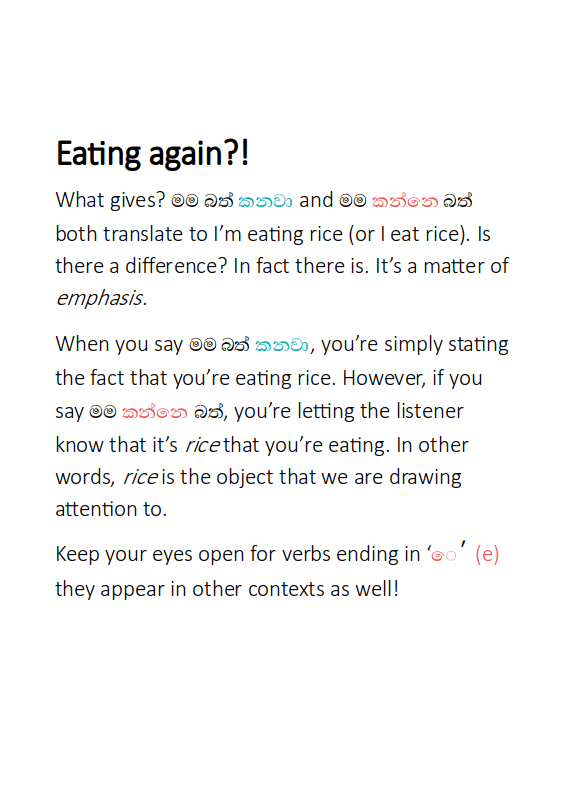 Eating again?!
What gives? මම බත් කනවා and මම කන්නෙ බත්
both translate to I’m eating rice (or I eat rice). Is
there a difference? In fact there is. It’s a matter of
emphasis.
When you say මම බත් කනවා, you’re simply stating
the fact that you’re eating rice. However, if you
say මම කන්නෙ බත්, you’re letting the listener
know that it’s rice that you’re eating. In other
words, rice is the object that we are drawing
attention to.
Keep your eyes open for verbs ending in ‘ෙ’ (e)
they appear in other contexts as well!